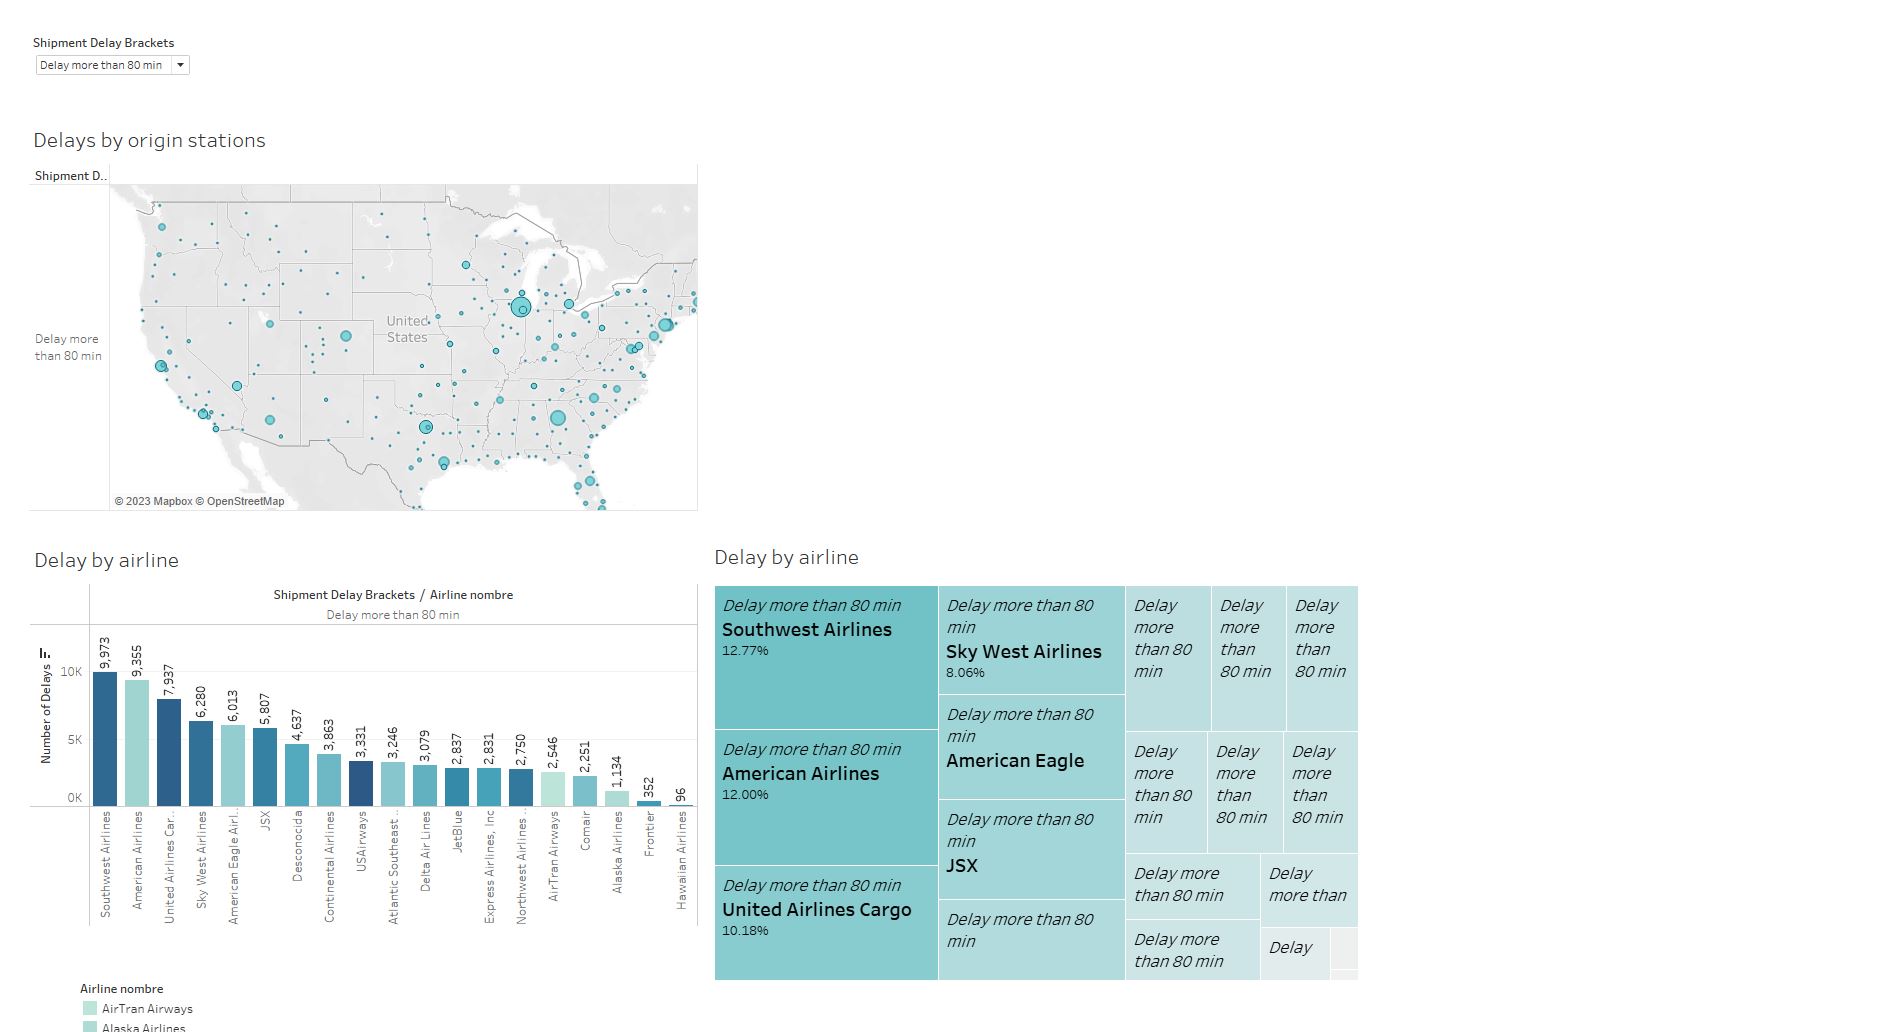 Shipment Delay Brackets
Delay more than 80 min
Delays by origin stations
Shipment D..
Delay more
than 80 min
United
States
© 2023 Mapbox © OpenStreetMap
Delay by airline
Shipment Delay Brackets / Airline nombre
Delay more than 80 min
Number of Delays
10K
5K
0K
9,973
9,355
7,937
6,280
6,013
5,807
4,637
3,863
3,331
3,246
3,079
2,837
2,831
2,750
2,546
2,251
1,134
352
96
Southwest Airlines
American Airlines
United Airlines Car..
Sky West Airlines
American Eagle Airl..
JSX
Desconocida
Continental Airlines
USAirways
Atlantic Southeast ..
Delta Air Lines
JetBlue
Express Airlines, Inc
Northwest Airlines ..
AirTran Airways
Comair
Alaska Airlines
Frontier
Hawaiian Airlines
Airline nombre
AirTran Airways
Alaska Airlines
Delay by airline
Delay more than 80 min
Southwest Airlines
12.77%
Delay more than 80 min
American Airlines
12.00%
Delay more than 80 min
United Airlines Cargo
10.18%
Delay more than 80
min
Sky West Airlines
8.06%
Delay more than 80
min
American Eagle
Delay more than 80
min
JSX
Delay more than 80
min
Delay
more
than 80
min
Delay
more
than
80 min
Delay
more
than
80 min
Delay
more
than 80
min
Delay
more
than
80 min
Delay
more
than
80 min
Delay more
than 80 min
Delay more
than 80 min
Delay
more than
Delay